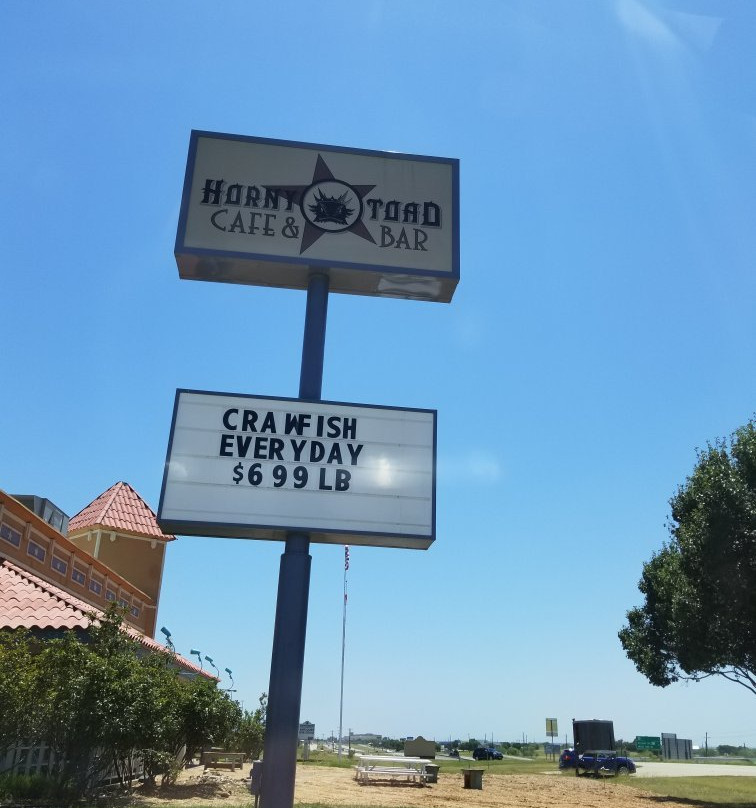 HORNY TOAD
CAFE & BAR
CRAWFISH
EVERYDAY
$6 99 LB